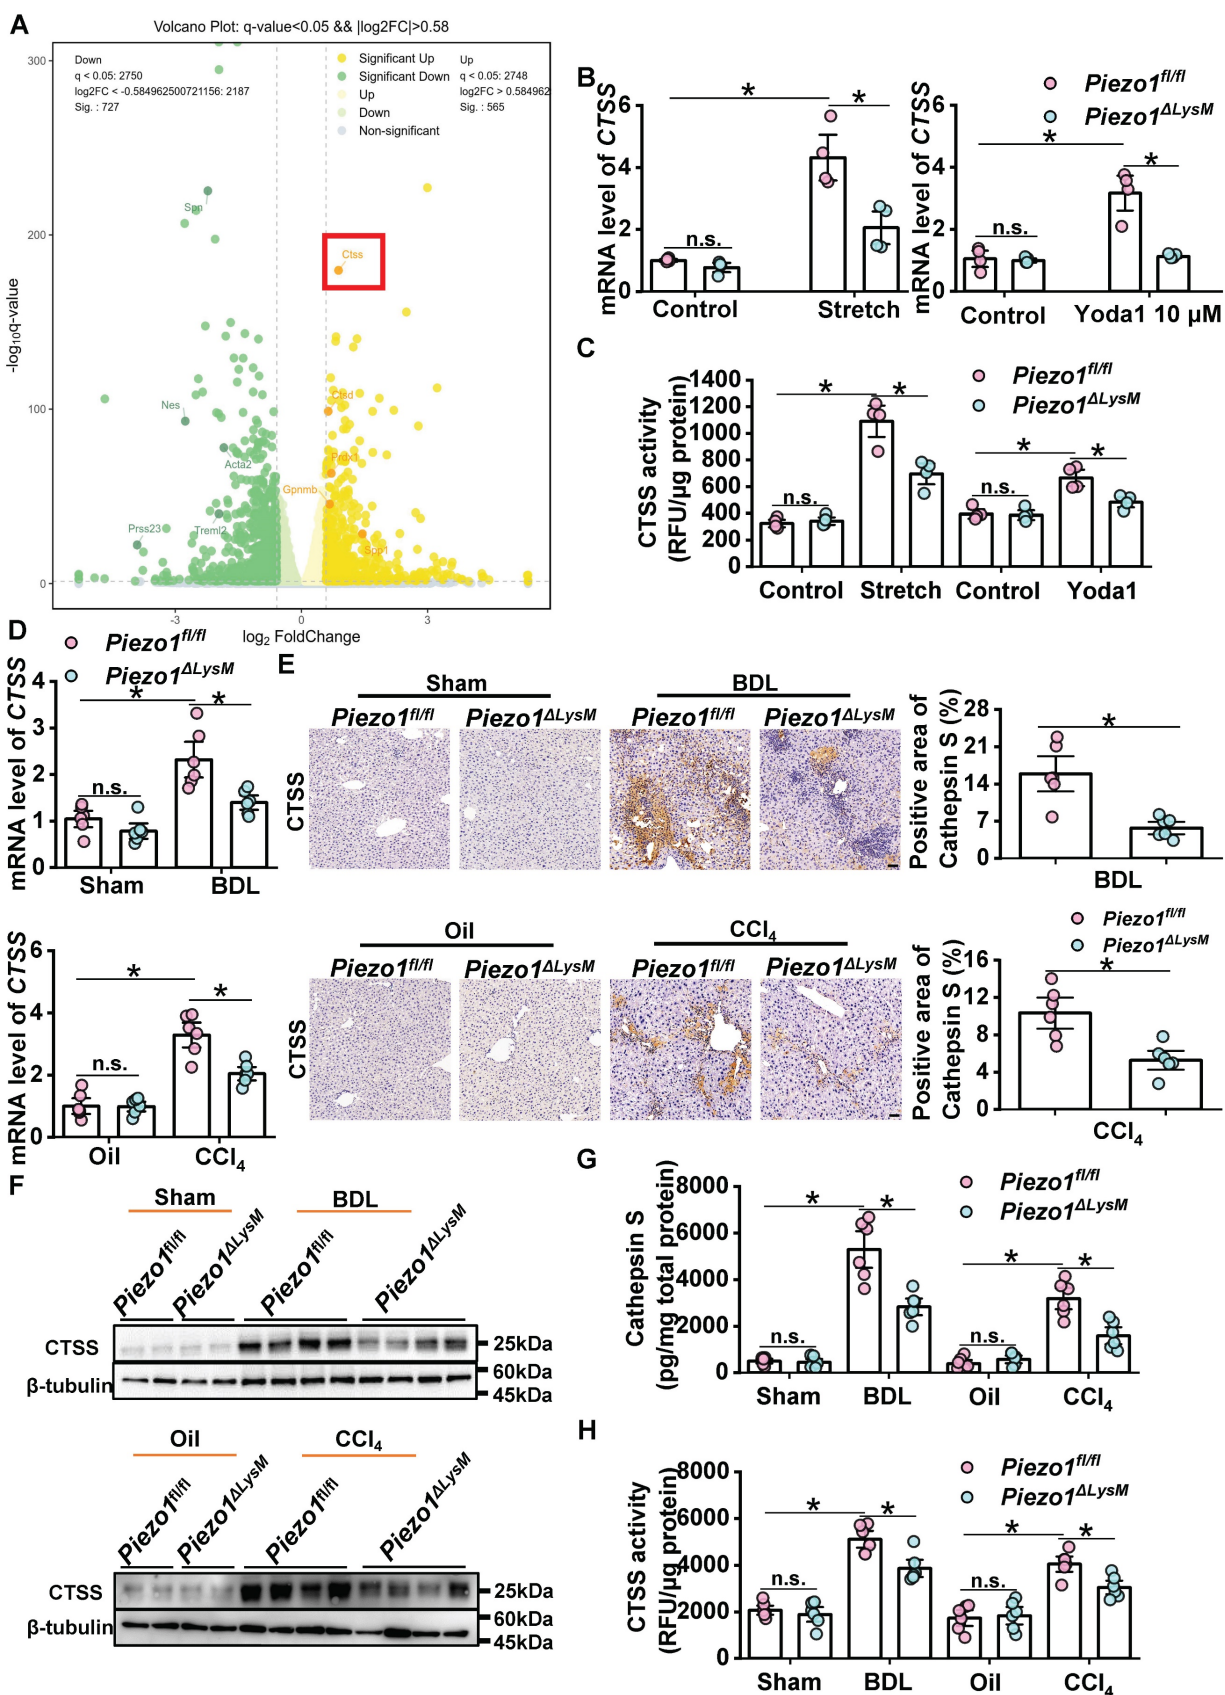 A
Volcano Plot: q-value<0.05 && |log2FC|>0.58
Down
q < 0.05: 2750
log2FC < -0.584962500721156: 2187
Sig. : 727
Significant Up
Significant Down
Up
Down
Non-significant
Up
q < 0.05: 2748
log2FC > 0.584962
Sig. : 565
300
200
100
0
-log10q-value
Spn
Ctss
Ctsd
Nes
Prdx1
Acta2
Gpnmb
Prss23
Treml2
Spp1
-3
0
3
log2 FoldChange
B
Piezo1fl/fl
Piezo1ΔLysM
mRNA level of CTSS
6
4
2
0
n.s.
*
*
Control
Stretch
mRNA level of CTSS
6
4
2
0
n.s.
*
*
Control
Yoda1 10 μM
C
Piezo1fl/fl
Piezo1ΔLysM
CTSS activity
(RFU/μg protein)
1400
1200
1000
800
600
400
200
0
n.s.
*
*
n.s.
*
*
Control
Stretch
Control
Yoda1
D
Piezo1fl/fl
Piezo1ΔLysM
mRNA level of CTSS
4
3
2
1
0
n.s.
*
*
Sham
BDL
mRNA level of CTSS
6
4
2
0
n.s.
*
*
Oil
CCl4
E
Sham
BDL
Piezo1fl/fl
Piezo1ΔLysM
Piezo1fl/fl
Piezo1ΔLysM
CTSS
Positive area of
Cathepsin S (%)
28
21
14
7
0
*
BDL
Oil
CCl4
Piezo1fl/fl
Piezo1ΔLysM
Piezo1fl/fl
Piezo1ΔLysM
CTSS
Piezo1fl/fl
Piezo1ΔLysM
Positive area of
Cathepsin S (%)
16
12
8
4
0
*
CCl4
F
Sham
BDL
Piezo1fl/fl
Piezo1ΔLysM
Piezo1fl/fl
Piezo1ΔLysM
CTSS
25kDa
β-tubulin
60kDa
45kDa
Oil
CCl4
Piezo1fl/fl
Piezo1ΔLysM
Piezo1fl/fl
Piezo1ΔLysM
CTSS
25kDa
β-tubulin
60kDa
45kDa
G
Piezo1fl/fl
Piezo1ΔLysM
Cathepsin S
(pg/mg total protein)
8000
6000
4000
2000
0
n.s.
*
*
n.s.
*
*
Sham
BDL
Oil
CCl4
H
Piezo1fl/fl
Piezo1ΔLysM
CTSS activity
(RFU/μg protein)
8000
6000
4000
2000
0
n.s.
*
*
n.s.
*
*
Sham
BDL
Oil
CCl4